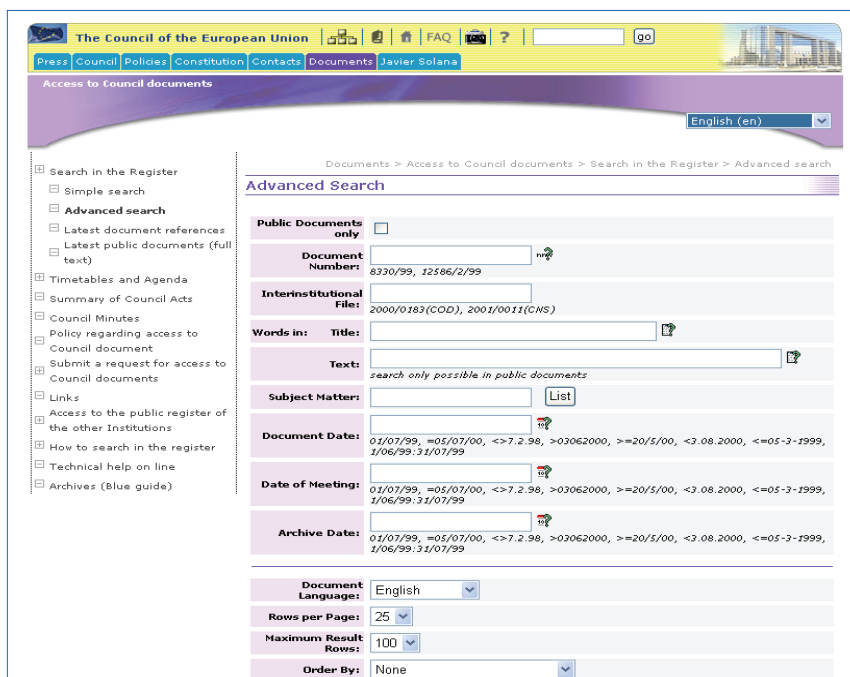 The Council of the European Union FAQ ? go
Press Council Policies Constitution Contacts Documents Javier Solana
Access to Council documents
English (en)
Search in the Register
Simple search
Advanced search
Latest document references
Latest public documents (full
text)
Timetables and Agenda
Summary of Council Acts
Council Minutes
Policy regarding access to
Council document
Submit a request for access to
Council documents
Links
Access to the public register of
the other Institutions
How to search in the register
Technical help on line
Archives (Blue guide)
Documents > Access to Council documents > Search in the Register > Advanced search
Advanced Search
Public Documents
only
Document
Number:
8330/99, 12586/2/99
Interinstitutional
File:
2000/0183(COD), 2001/0011(CNS)
Words in: Title:
Text:
search only possible in public documents
Subject Matter: List
Document Date:
01/07/99, =05/07/00, <>7.2.98, >03062000, >=20/5/00, <3.08.2000, <=05-3-1999,
1/06/99:31/07/99
Date of Meeting:
01/07/99, =05/07/00, <>7.2.98, >03062000, >=20/5/00, <3.08.2000, <=05-3-1999,
1/06/99:31/07/99
Archive Date:
01/07/99, =05/07/00, <>7.2.98, >03062000, >=20/5/00, <3.08.2000, <=05-3-1999,
1/06/99:31/07/99
Document
Language: English
Rows per Page: 25
Maximum Result
Rows: 100
Order By: None